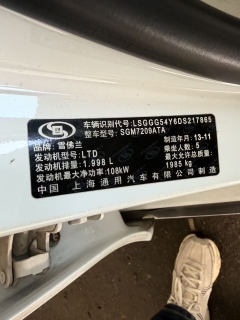 车辆识别代号:LSGGG54Y6DS217865
整车型号:SGM7209ATA
品牌:雷佛兰
制造年月:13-11
发动机型号:LTD
乘坐人数:5
发动机排量:1.998 L
最大允许总质量:
发动机最大净功率:108kW
1985 kg
中国 上海通用汽车有限公司